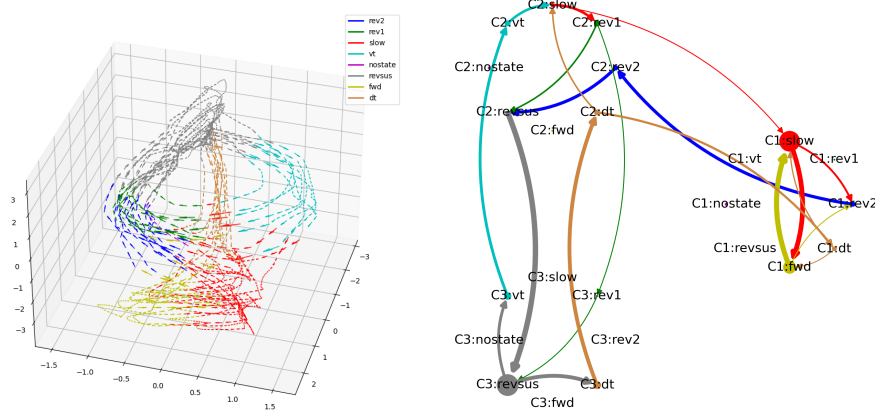 rev2
rev1
slow
vt
nostate
revsus
fwd
dt
3
2
1
0
−1
−2
−3
−1.5
−1.0
−0.5
0.0
0.5
1.0
1.5
−3
−2
−1
0
1
2
C2:slow
C2:vt
C2:rev1
C2:nostate
C2:rev2
C2:revsus
C2:dt
C2:fwd
C1:slow
C1:vt
C1:rev1
C1:nostate
C1:rev2
C1:revsus
C1:dt
C1:fwd
C3:slow
C3:vt
C3:rev1
C3:nostate
C3:rev2
C3:revsus
C3:dt
C3:fwd